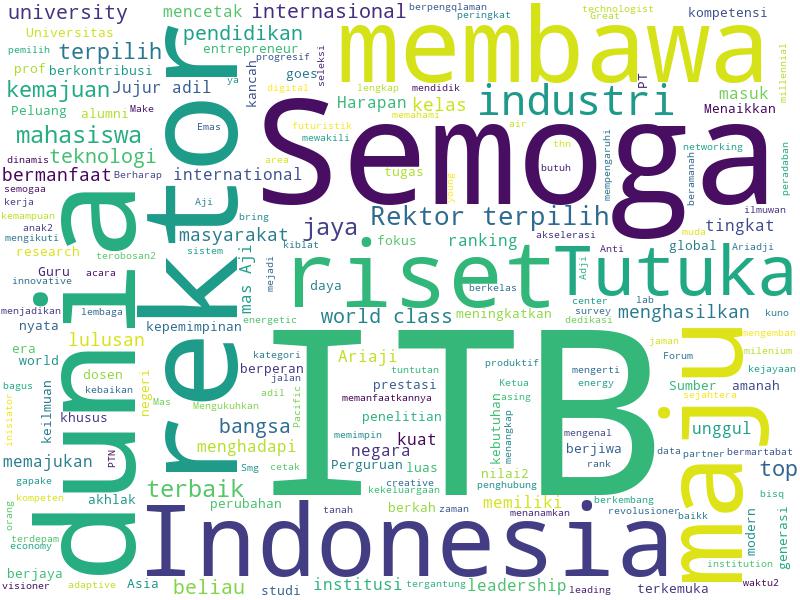 university
mencetak
internasional
berpengqlaman
peringkat
technologist
Great
kompetensi
Universitas
pendidikan
entrepreneur
membawa
pemilih
terpilih
prof
berkontribusi
goes
seleksi
progresif
ya
kancah
kemajuan
Jujur adil
digital
lengkap
mendidik
PT
masuk
millennial
Peluang
alumni
Make
Harapan
kelas
industri
Menaikkan
memahami
mahasiswa
Emas
futuristik
mewakili
air
Semoga
dinamis
teknologi
area
thn
networking
bermanfaat
Berharap
international
tugas
young
butuh
mempengaruhi
beramanah
peradaban
semogaa
kerja
Aji
ilmuwan
kemampuan
anak2
bring
jaya
Rektor terpilih
muda
tingkat
mengikuti
terobosan2
masyarakat
kiblat
fokus
ranking
akselerasi
Anti
global
Ariadji
research
sistem
mas Aji
riset
Tutuka
Adji
Guru
acara
mejadi
daya
berkelas
center
lab
innovative
menjadikan
lembaga
energetic
world class
meningkatkan
survey
dedikasi
menghasilkan
kuno
nyata
kepemimpinan
rektor
dunia
ITB
maju
lulusan
era
world
kategori
Ariaji
produktif
mengerti
jaman
Forum
mengemban
milenium
kejayaan
dosen
negeri
berperan
tuntutan
jalan
prestasi
Ketua
asing
energy
Sumber
amanah
bagus
kebaikan
Mas
adil
Pacific
memanfaatkannya
sejahtera
inisiator
keilmuan
khusus
Mengukuhkan
penelitian
kebutuhan
menangkap
bangsa
memimpin
kuat
mengenal
unggul
memajukan
PTN
menghadapi
negara
berjiwa
data
partner
bermartabat
gapake
Smg
cetak
Perguruan
luas
rank
top
kompeten
akhlak
terbaik
creative
nilai2
penghubung
kekeluargaan
bisq
orang
perubahan
tanah
berkah
zaman
memiliki
menanamkan
berkembang
revolusioner
baikk
modern
generasi
terdepam
economy
Indonesia
institution
berjaya
visioner
adaptive
Asia
beliau
studi
institusi
tergantung
leadership
leading
terkemuka
waktu2